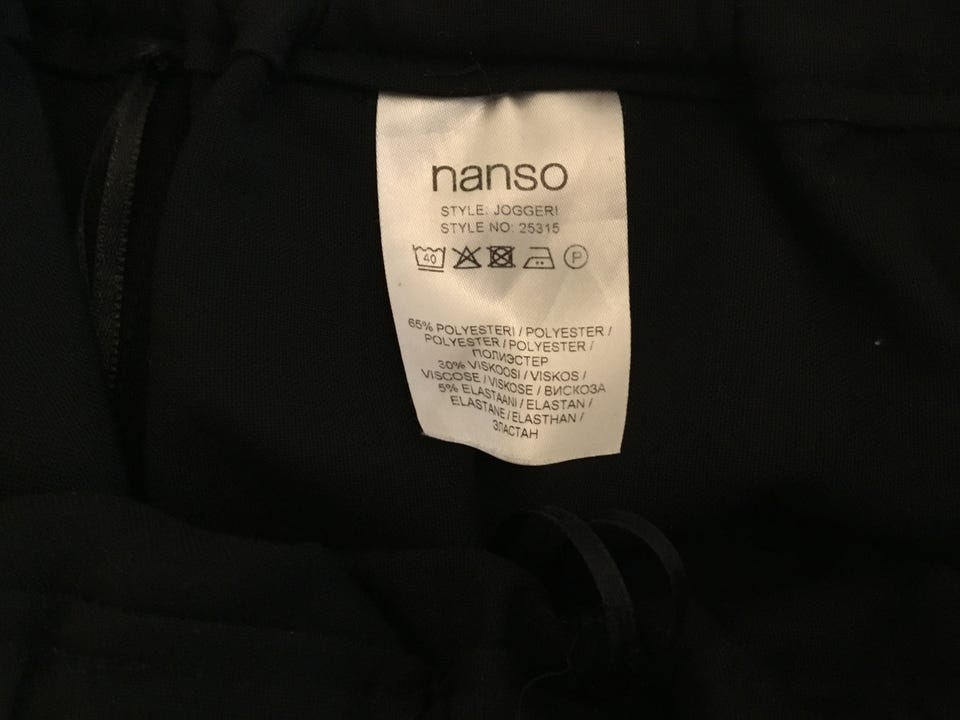 nanso
STYLE: JOGGERI
STYLE NO: 25315
40 P
65% POLYESTERI / POLYESTER /
POLYESTER / POLYESTER /
ПОЛИЭСТЕР
30% VISKOOSI / VISKOS /
VISCOSE / VISKOSE / ВИСКОЗА
5% ELASTAANI / ELASTAN /
ELASTANE / ELASTHAN /
ЭЛАСТАН